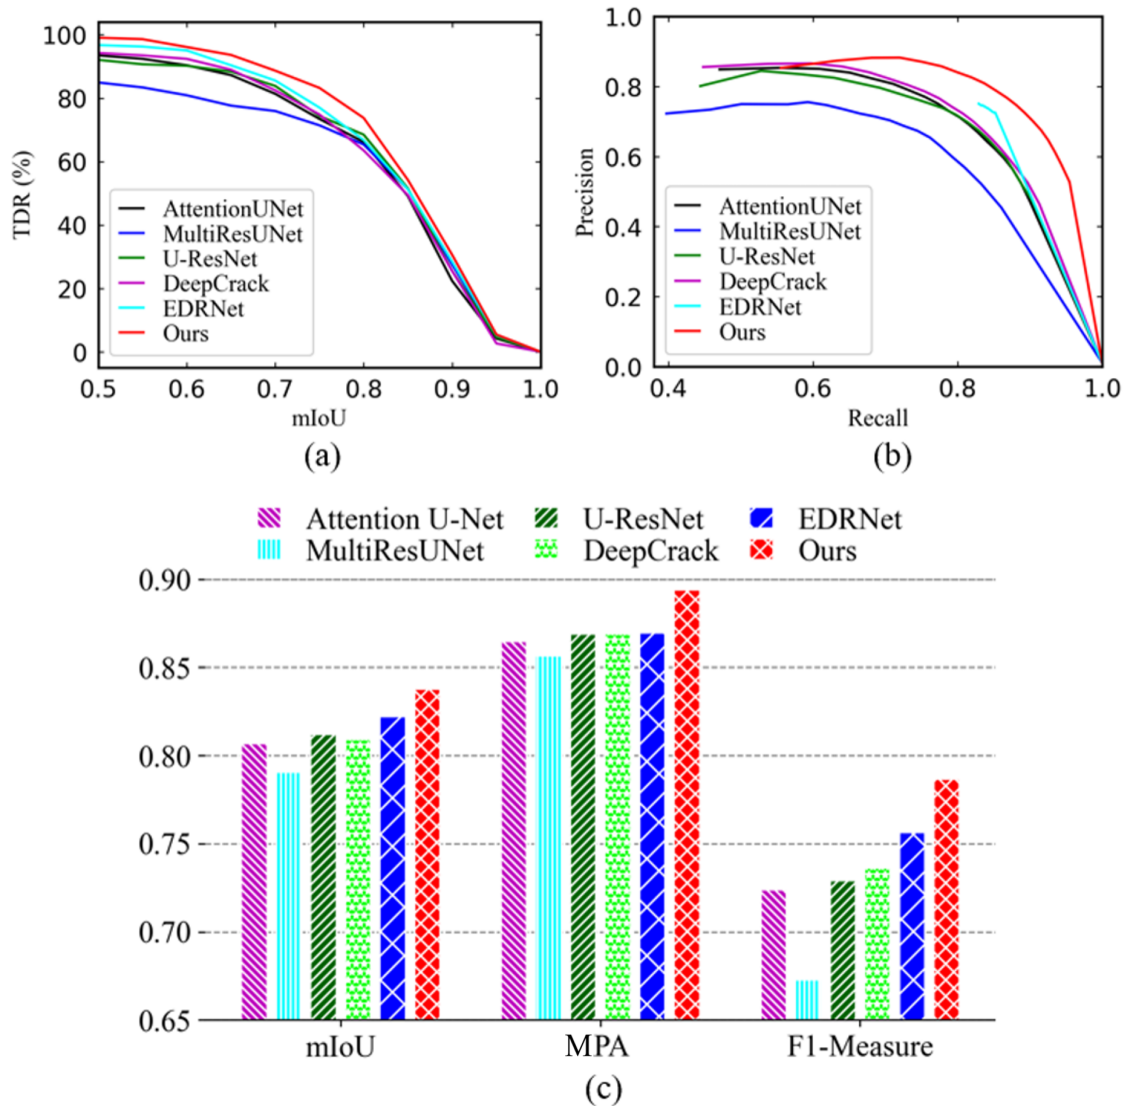 100
80
60
40
20
0
TDR (%)
AttentionUNet
MultiResUNet
U-ResNet
DeepCrack
EDRNet
Ours
0.5 0.6 0.7 0.8 0.9 1.0
mIoU
(a)
1.0
0.8
0.6
0.4
0.2
0.0
Precision
AttentionUNet
MultiResUNet
U-ResNet
DeepCrack
EDRNet
Ours
0.4 0.6 0.8 1.0
Recall
(b)
Attention U-Net U-ResNet EDRNet
MultiResUNet DeepCrack Ours
0.90
0.85
0.80
0.75
0.70
0.65
mIoU MPA F1-Measure
(c)